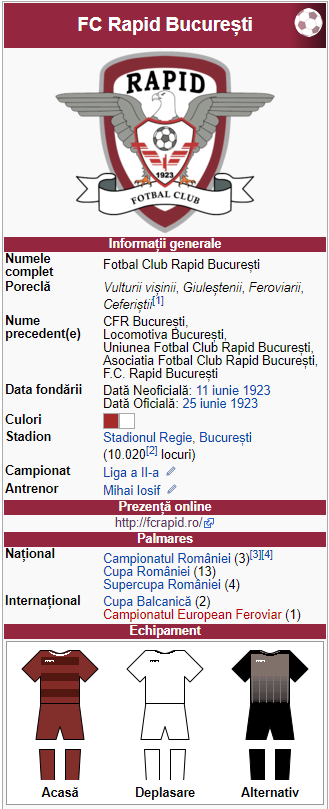 FC Rapid București
RAPID
1923
FOTBAL CLUB
Informații generale
Numele complet
Fotbal Club Rapid București
Poreclă
Vulturii vișinii, Giuleștenii, Feroviarii,
Ceferiștii[1]
Nume precedent(e)
CFR București,
Locomotiva București,
Uniunea Fotbal Club Rapid București,
Asociatia Fotbal Club Rapid București,
F.C. Rapid București
Data fondării
Dată Neoficială: 11 iunie 1923
Dată Oficială: 25 iunie 1923
Culori
Stadion
Stadionul Regie, București
(10.020[2] locuri)
Campionat
Liga a II-a
Antrenor
Mihai Iosif
Prezență online
http://fcrapid.ro/
Palmares
Național
Campionatul României (3)[3][4]
Cupa României (13)
Supercupa României (4)
Internațional
Cupa Balcanică (2)
Campionatul European Feroviar (1)
Echipament
Acasă
Deplasare
Alternativ